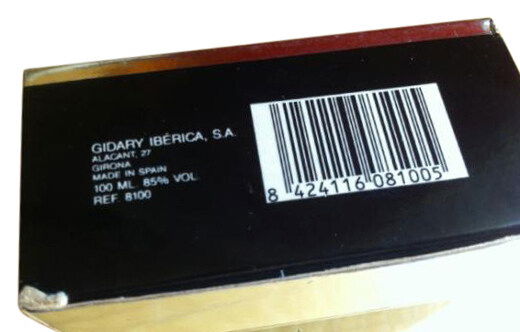 GIDARY IBÉRICA, S.A.
ALACANT, 27
GIRONA
MADE IN SPAIN
100 ML. 85% VOL.
REF. 8100
8 424116 081005